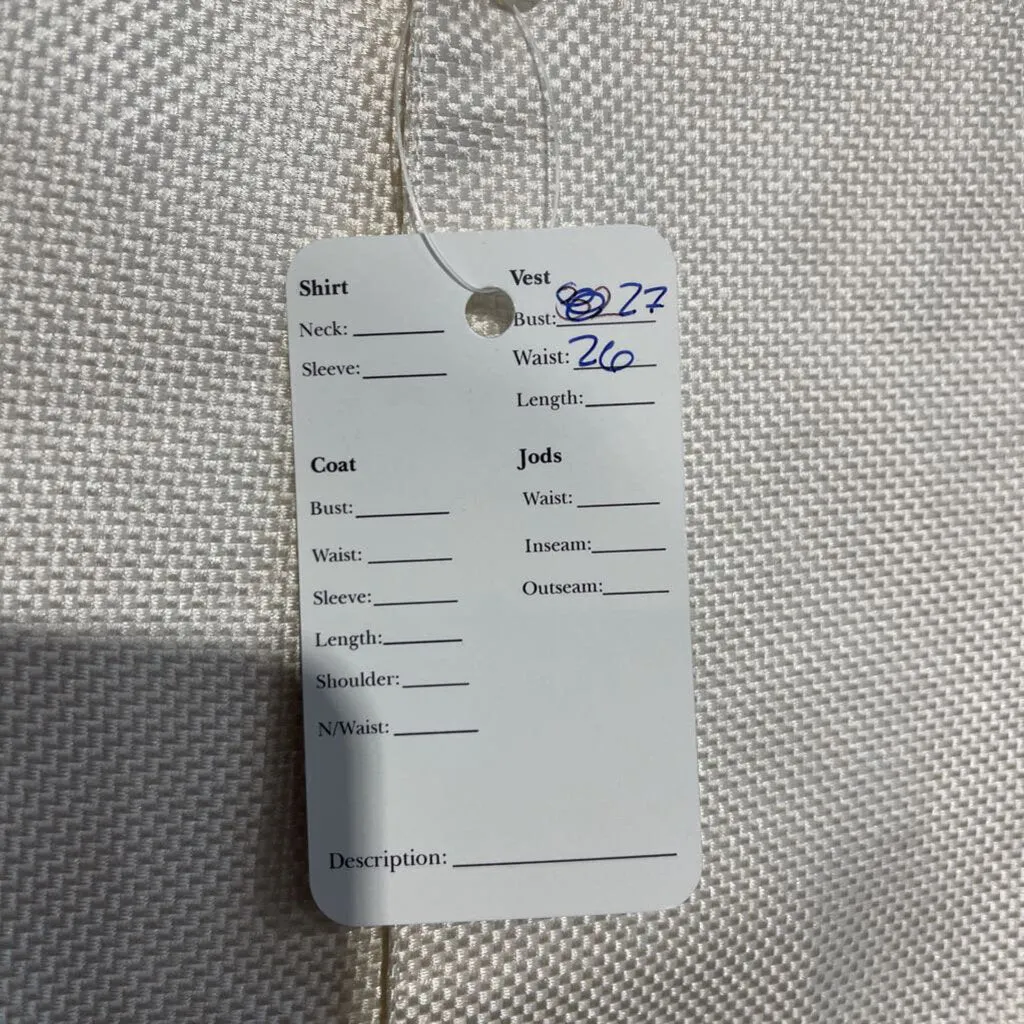 Shirt
Neck:
Sleeve:
Vest
Bust: 27
Waist: 26
Length:
Coat
Bust:
Waist:
Sleeve:
Length:
Shoulder:
N/Waist:
Jods
Waist:
Inseam:
Outseam:
Description: